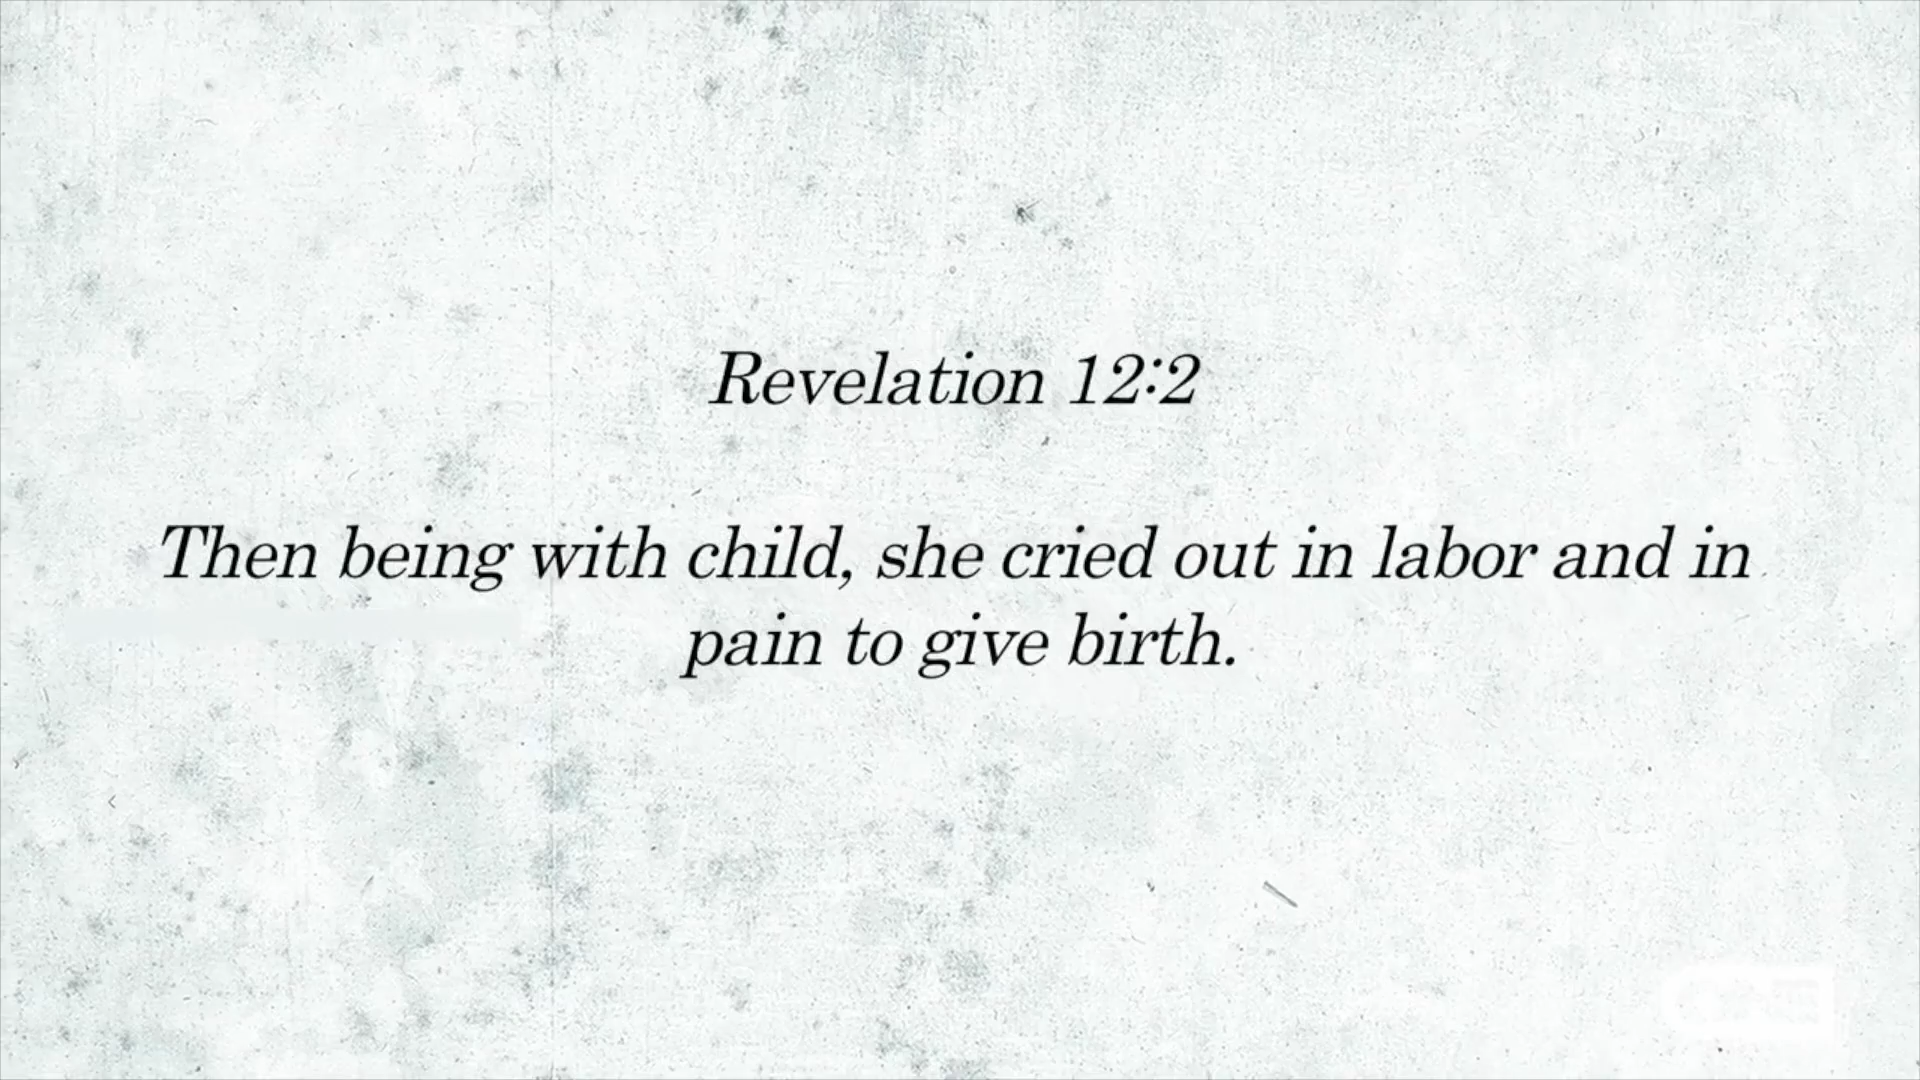 Revelation 12:2
Then being with child, she cried out in labor and in
pain to give birth.